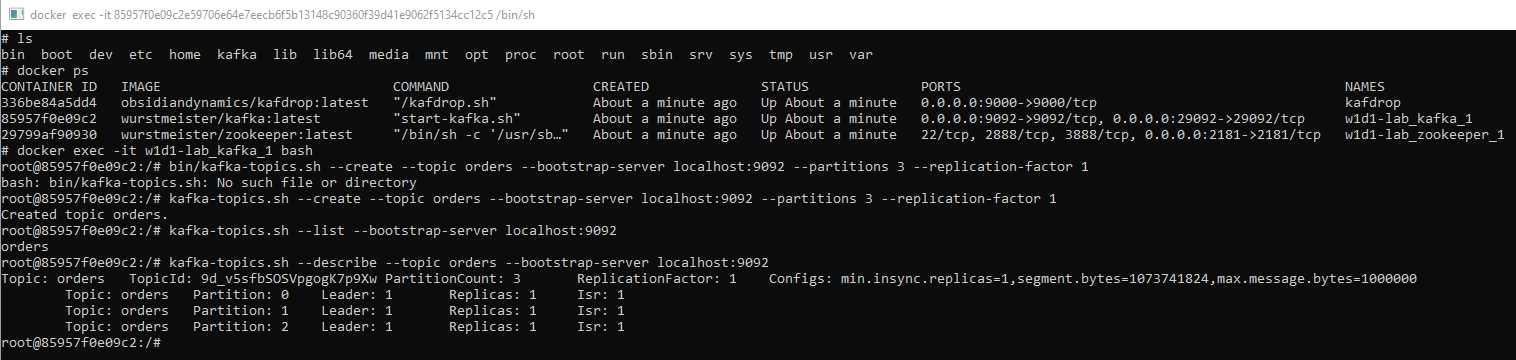 docker exec -it 85957f0e09c2e59706e64e7eecb6f5b13148c90360f39d41e9062f5134cc12c5 /bin/sh
# ls
bin  boot  dev  etc  home  kafka  lib  lib64  media  mnt  opt  proc  root  run  sbin  srv  sys  tmp  usr  var
# docker ps
CONTAINER ID   IMAGE                           COMMAND                  CREATED              STATUS              PORTS                                                NAMES
336be84a5dd4   obsidiandynamics/kafdrop:latest   "/kafdrop.sh"            About a minute ago   Up About a minute   0.0.0.0:9000->9000/tcp                               kafdrop
85957f0e09c2   wurstmeister/kafka:latest         "start-kafka.sh"         About a minute ago   Up About a minute   0.0.0.0:9092->9092/tcp, 0.0.0.0:29092->29092/tcp     w1d1-lab_kafka_1
29799af90930   wurstmeister/zookeeper:latest     "/bin/sh -c '/usr/sb…"   About a minute ago   Up About a minute   22/tcp, 2888/tcp, 3888/tcp, 0.0.0.0:2181->2181/tcp   w1d1-lab_zookeeper_1
# docker exec -it w1d1-lab_kafka_1 bash
root@85957f0e09c2:/# bin/kafka-topics.sh --create --topic orders --bootstrap-server localhost:9092 --partitions 3 --replication-factor 1
bash: bin/kafka-topics.sh: No such file or directory
root@85957f0e09c2:/# kafka-topics.sh --create --topic orders --bootstrap-server localhost:9092 --partitions 3 --replication-factor 1
Created topic orders.
root@85957f0e09c2:/# kafka-topics.sh --list --bootstrap-server localhost:9092
orders
root@85957f0e09c2:/# kafka-topics.sh --describe --topic orders --bootstrap-server localhost:9092
Topic: orders   TopicId: 9d_v5sfbSOSVpgogK7p9Xw PartitionCount: 3       ReplicationFactor: 1    Configs: min.insync.replicas=1,segment.bytes=1073741824,max.message.bytes=1000000
        Topic: orders   Partition: 0    Leader: 1       Replicas: 1     Isr: 1
        Topic: orders   Partition: 1    Leader: 1       Replicas: 1     Isr: 1
        Topic: orders   Partition: 2    Leader: 1       Replicas: 1     Isr: 1
root@85957f0e09c2:/#